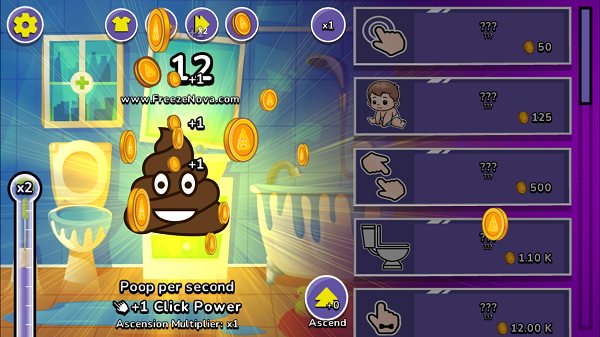 x2
x1
12
+1
www.FreezeNova.com
+1
+1
x2
Poop per second
+1 Click Power
Ascension Multiplier: x1
+0
Ascend
???
???
50
???
???
125
???
???
500
???
1.10 K
???
???
12.00 K